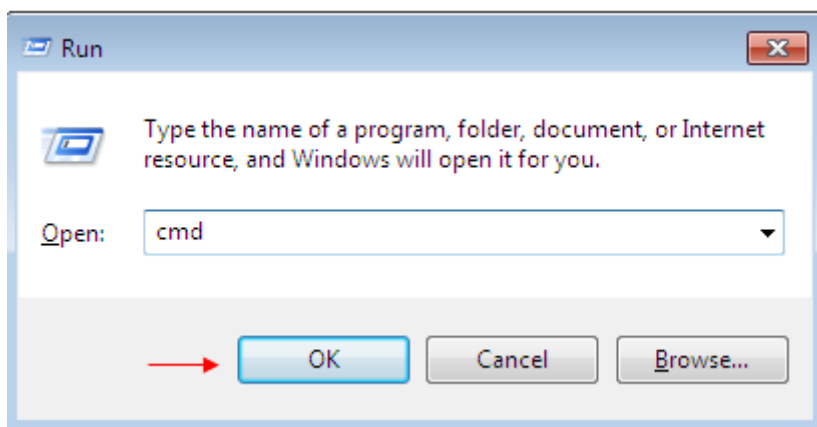 Run
Type the name of a program, folder, document, or Internet
resource, and Windows will open it for you.
Open: cmd
OK Cancel Browse...